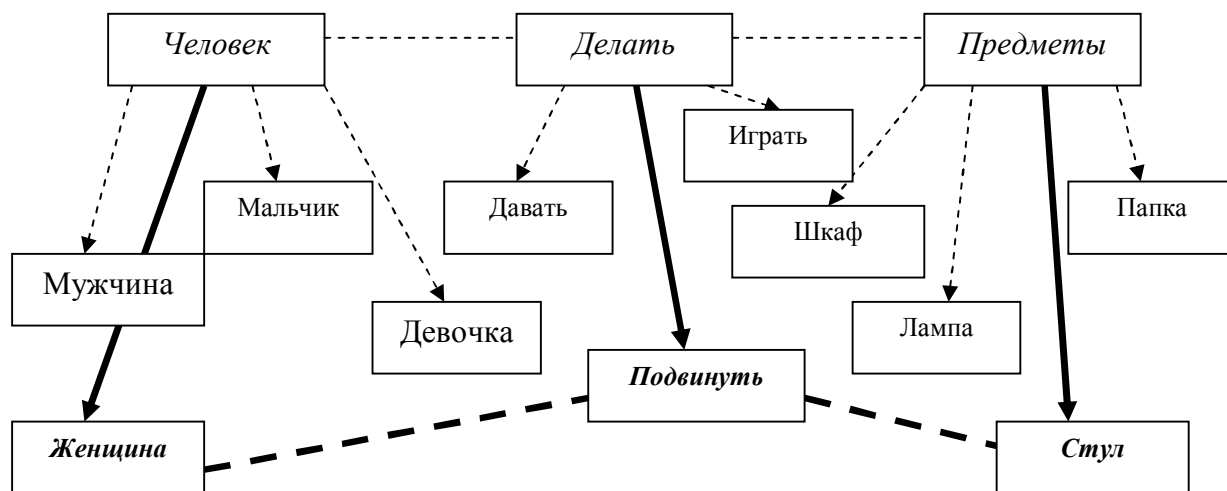 Человек
Делать
Предметы
Играть
Мальчик
Давать
Шкаф
Папка
Мужчина
Девочка
Лампа
Подвинуть
Женщина
Стул